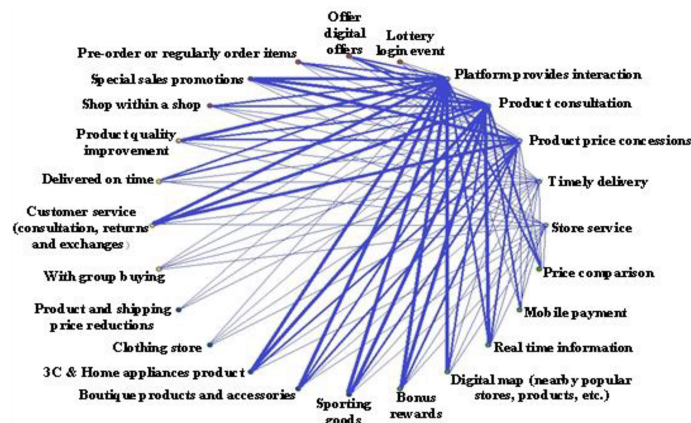 Offer
digital
offers
Lottery
login event
Pre-order or regularly order items
Platform provides interaction
Special sales promotions
Product consultation
Shop within a shop
Product quality
improvement
Product price concessions
Delivered on time
Timely delivery
Customer service
(consultation, returns
and exchanges)
Store service
With group buying
Price comparison
Product and shipping
price reductions
Mobile payment
Clothing store
Real time information
3C & Home appliances product
Digital map (nearby popular
stores, products, etc.)
Boutique products and accessories
Sporting
goods
Bonus
rewards